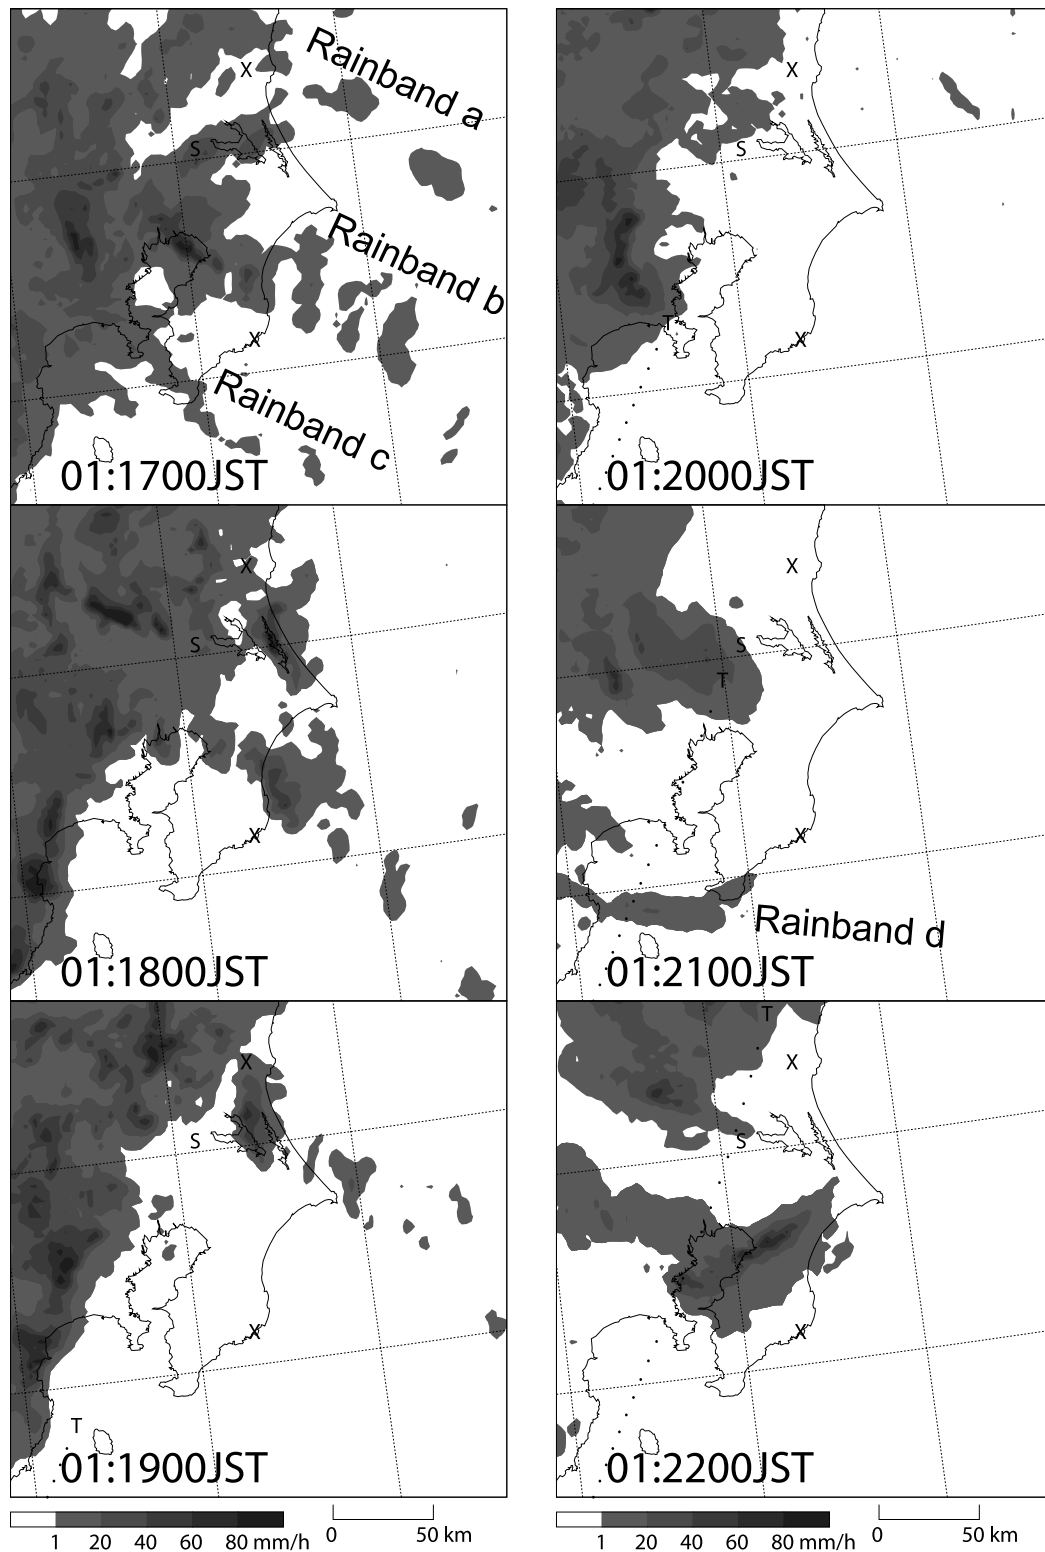 Rainband a
X
S
Rainband b
X
Rainband c
01:1700JST
X
S
X
01:1800JST
X
S
X
T
01:1900JST
1 20 40 60 80 mm/h
0 50 km
X
S
T
X
01:2000JST
X
S
T
X
Rainband d
01:2100JST
T
X
S
X
01:2200JST
1 20 40 60 80 mm/h
0 50 km